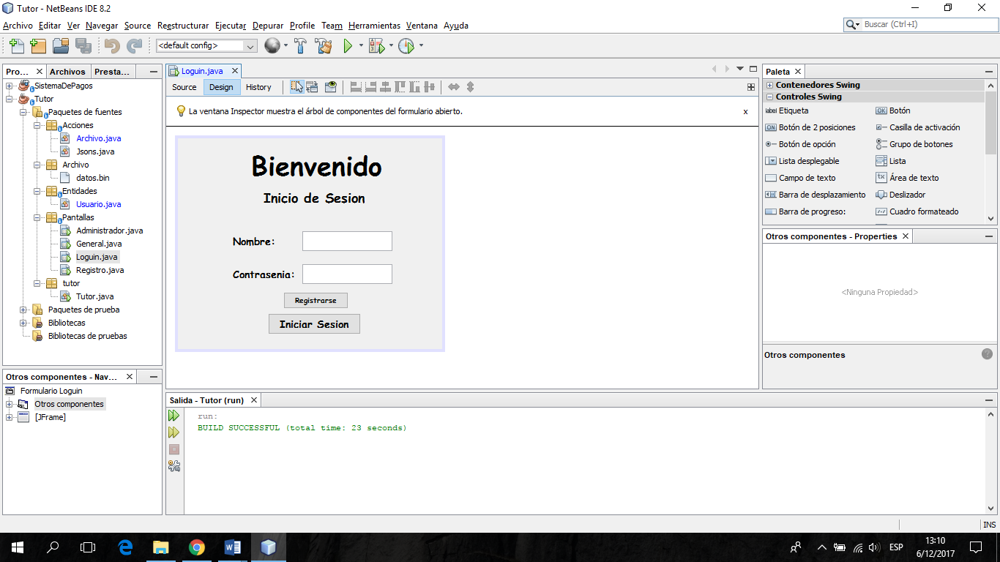 Tutor - NetBeans IDE 8.2
Archivo Editar Ver Navegar Source Reestructurar Ejecutar Depurar Profile Team Herramientas Ventana Ayuda
Buscar (Ctrl+I)
<default config>
Pro...
Archivos
Presta...
SistemaDePagos
Tutor
Paquetes de fuentes
Acciones
Archivo.java
Jsons.java
Archivo
datos.bin
Entidades
Usuario.java
Pantallas
Administrador.java
General.java
Loguin.java
Registro.java
tutor
Tutor.java
Paquetes de prueba
Bibliotecas
Bibliotecas de pruebas
Otros componentes - Nav...
Formulario Loguin
Otros componentes
[JFrame]
Loguin.java
Source Design History
La ventana Inspector muestra el árbol de componentes del formulario abierto.
x
Bienvenido
Inicio de Sesion
Nombre:
Contrasenia:
Registrarse
Iniciar Sesion
Salida - Tutor (run)
run:
BUILD SUCCESSFUL (total time: 23 seconds)
Paleta
Contenedores Swing
Controles Swing
label Etiqueta
OK Botón
ON Botón de 2 posiciones
Casilla de activación
Botón de opción
Grupo de botones
Lista desplegable
Lista
Campo de texto
Área de texto
Barra de desplazamiento
Deslizador
Barra de progreso:
Cuadro formateado
Otros componentes - Properties
<Ninguna Propiedad>
Otros componentes
INS
ESP
13:10
6/12/2017